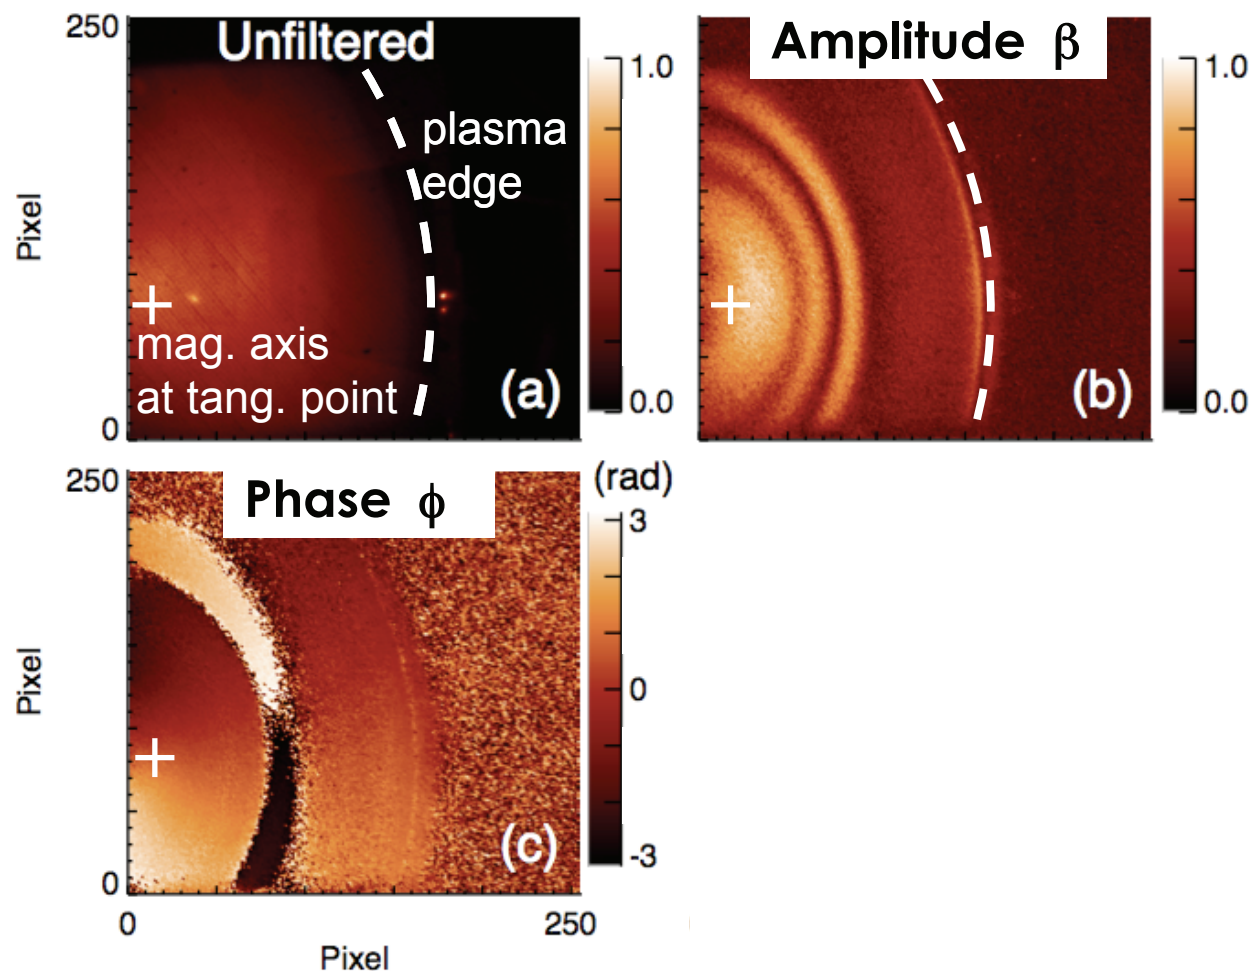 250
Unfiltered
plasma
edge
Pixel
mag. axis
at tang. point
(a)
0
1.0
0.0
Amplitude β
(b)
1.0
0.0
250
Phase ϕ
(rad)
3
0
-3
Pixel
(c)
0
0
250
Pixel